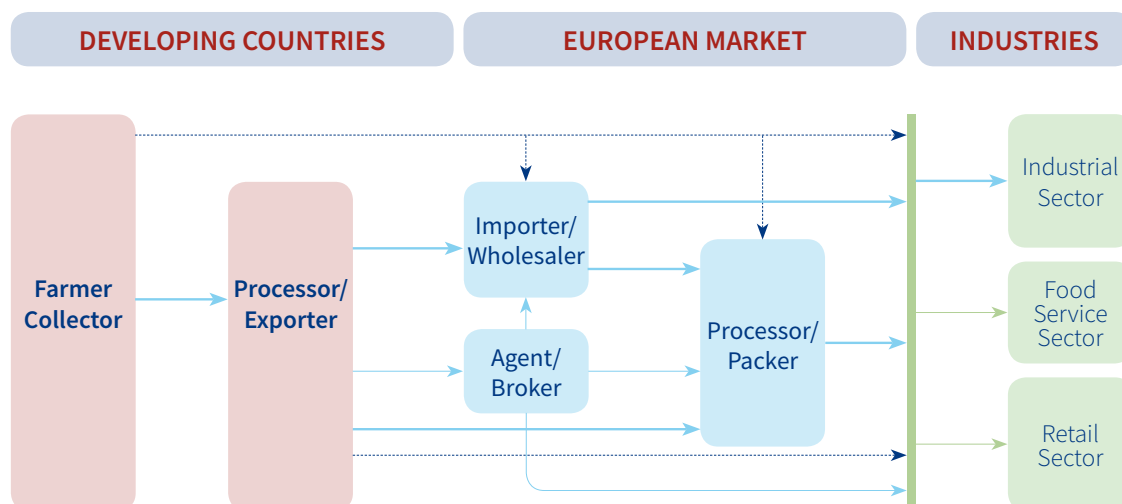 DEVELOPING COUNTRIES
EUROPEAN MARKET
INDUSTRIES
Farmer
Collector
Processor/
Exporter
Importer/
Wholesaler
Agent/
Broker
Processor/
Packer
Industrial
Sector
Food
Service
Sector
Retail
Sector